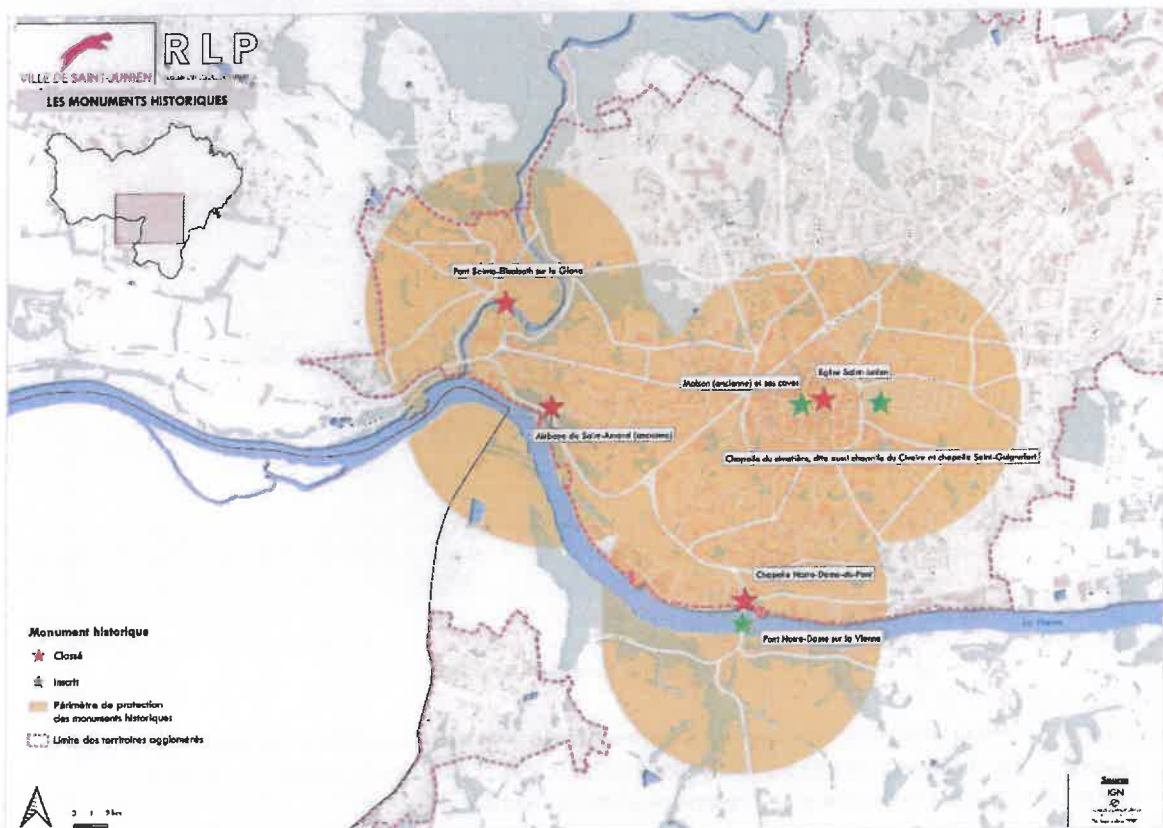 RLP
VILLE DE SAINT-JUNIEN
LES MONUMENTS HISTORIQUES
Pont Sainte-Elisabeth sur la Glane
Maison (ancienne) et ses caves
Eglise Saint-Junien
Abbaye de Saint-Amand (ancienne)
Chapelle du cimetière, dite aussi chapelle du Civoire et chapelle Saint-Guignefort
Chapelle Notre-Dame-du-Pont
La Vienne
Pont Notre-Dame sur la Vienne
Monument historique
Classé
Inscrit
Périmètre de protection
des monuments historiques
Limite des territoires agglomérés
Source
IGN